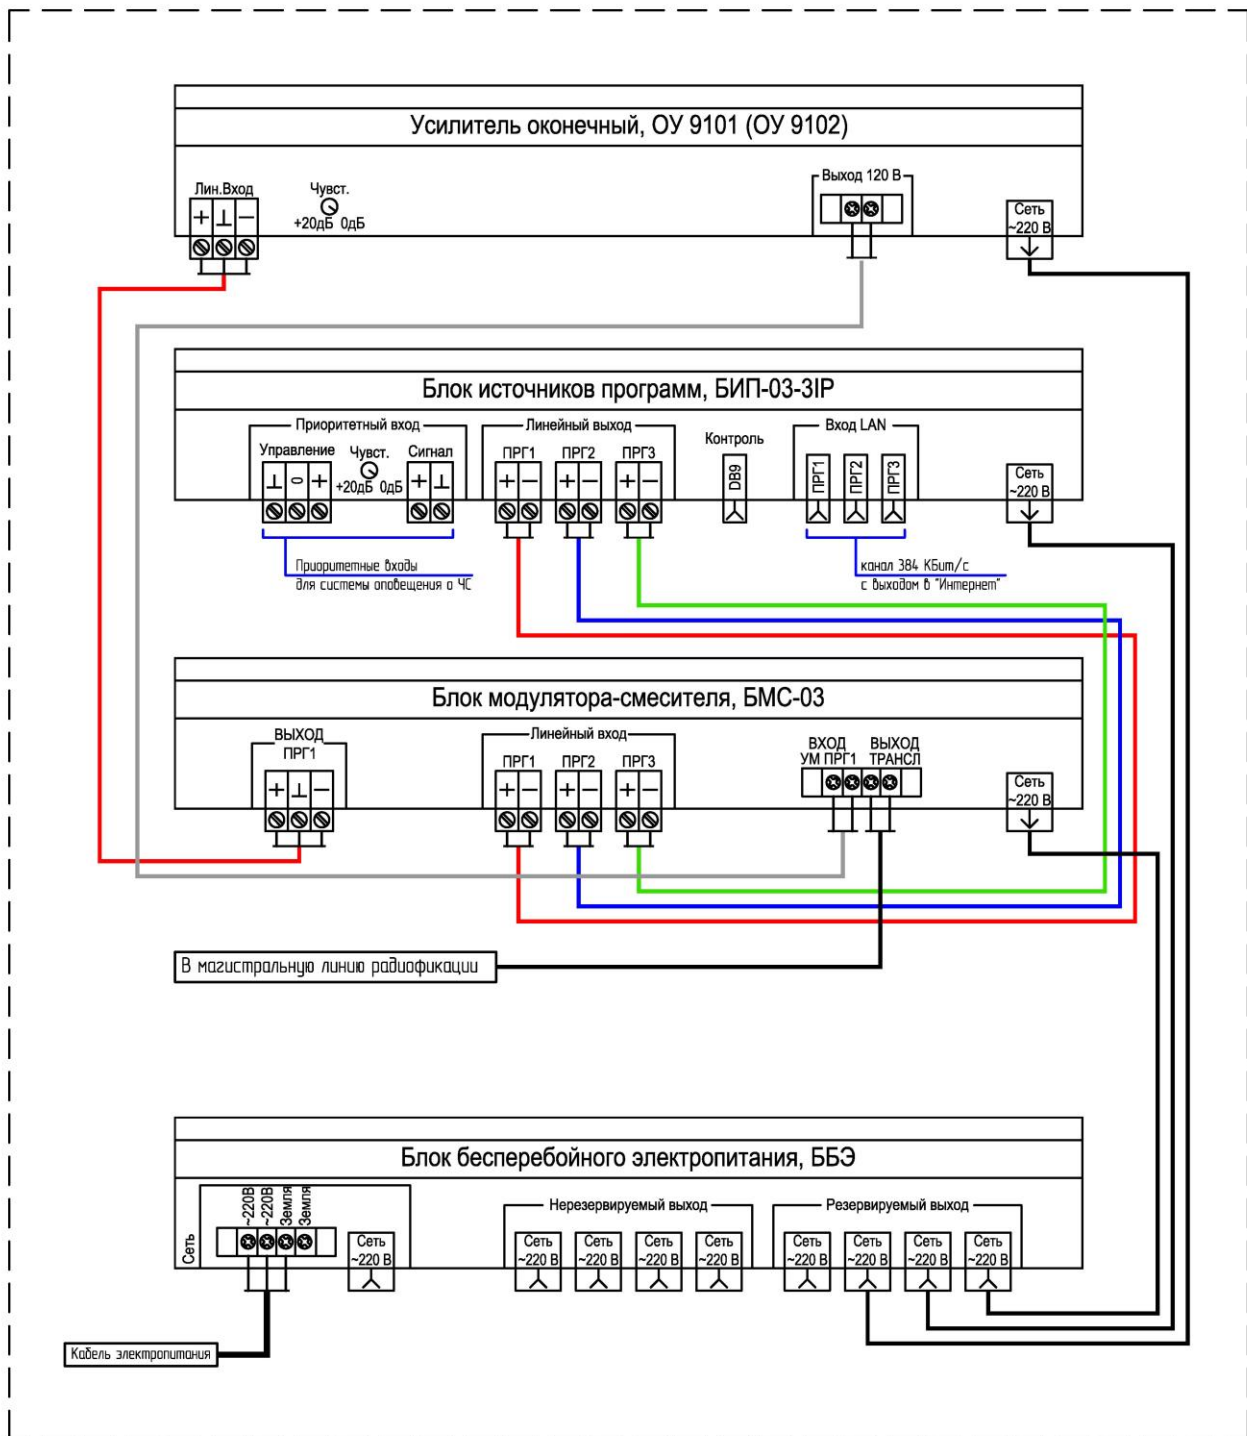 Усилитель оконечный, ОУ 9101 (ОУ 9102)
Лин.Вход
+ ⊥ −
Чувст.
+20дБ 0дБ
Выход 120 В
Сеть
~220 В
Блок источников программ, БИП-03-3IP
Приоритетный вход
Управление
⊥ 0 +
Чувст.
+20дБ 0дБ
Сигнал
+ ⊥
Линейный выход
ПРГ1 ПРГ2 ПРГ3
+ − + − + −
Контроль
DB9
Вход LAN
ПРГ1 ПРГ2 ПРГ3
Сеть
~220 В
Приоритетные входы
для системы оповещения о ЧС
канал 384 КБит/с
с выходом в "Интернет"
Блок модулятора-смесителя, БМС-03
ВЫХОД
ПРГ1
+ ⊥ −
Линейный вход
ПРГ1 ПРГ2 ПРГ3
+ − + − + −
ВХОД ВЫХОД
УМ ПРГ1 ТРАНСЛ
Сеть
~220 В
В магистральную линию радиофикации
Блок бесперебойного электропитания, ББЭ
Сеть
~220В
~220В
Земля
Земля
Сеть
~220 В
Нерезервируемый выход
Сеть Сеть Сеть Сеть
~220 В ~220 В ~220 В ~220 В
Резервируемый выход
Сеть Сеть Сеть Сеть
~220 В ~220 В ~220 В ~220 В
Кабель электропитания